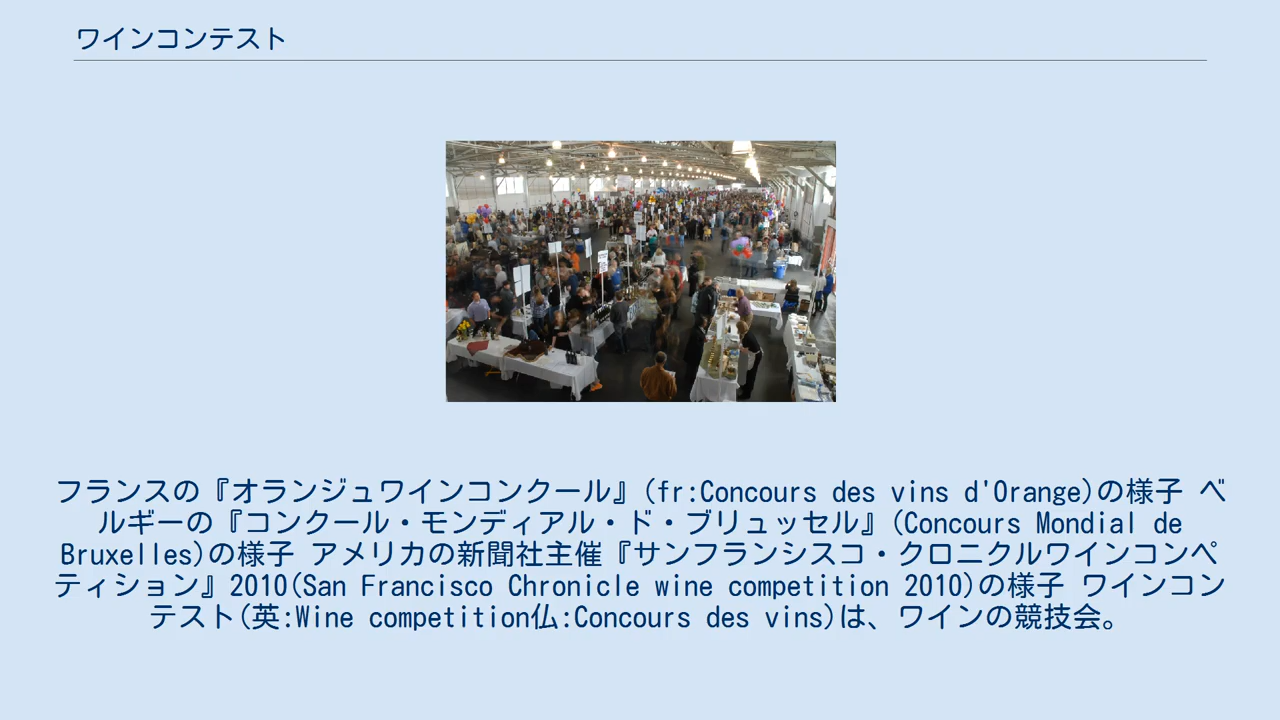 ワインコンテスト
フランスの『オランジュワインコンクール』(fr:Concours des vins d'Orange)の様子 ベ
ルギーの『コンクール・モンディアル・ド・ブリュッセル』(Concours Mondial de
Bruxelles)の様子 アメリカの新聞社主催『サンフランシスコ・クロニクルワインコンペ
ティション』2010(San Francisco Chronicle wine competition 2010)の様子 ワインコン
テスト(英:Wine competition仏:Concours des vins)は、ワインの競技会。